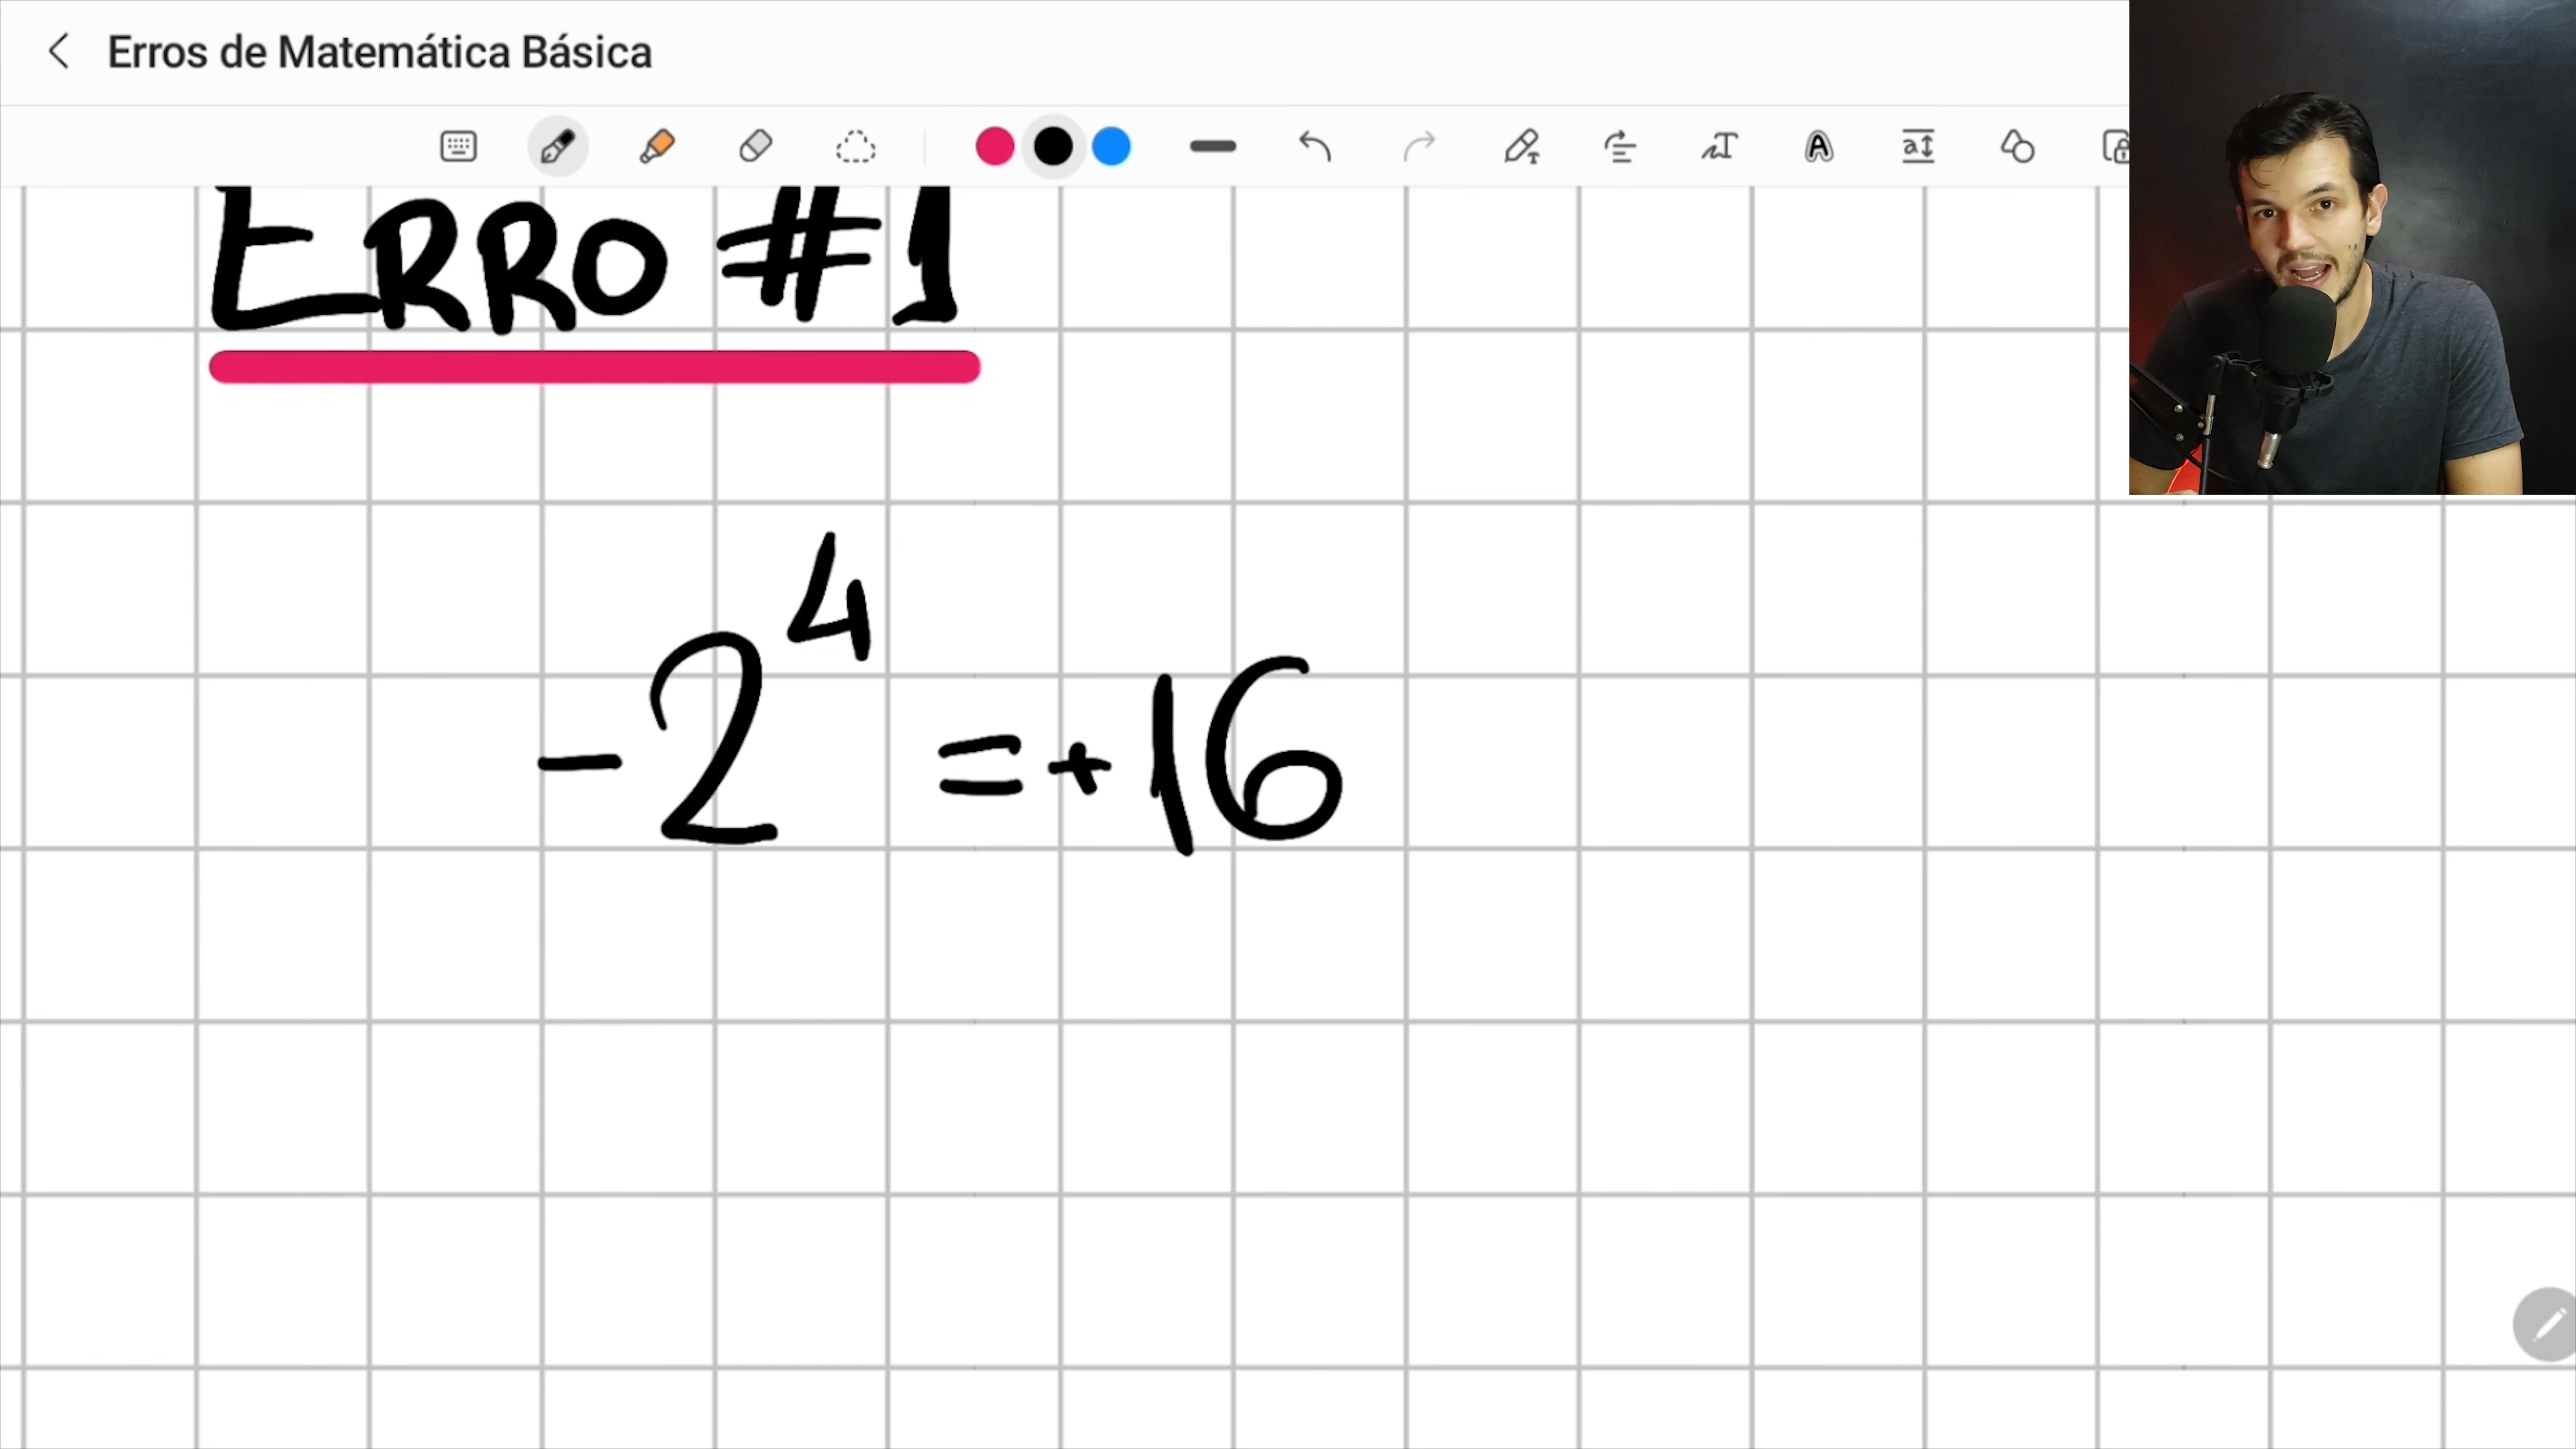 Erros de Matemática Básica
ERRO #1
-2⁴ = +16